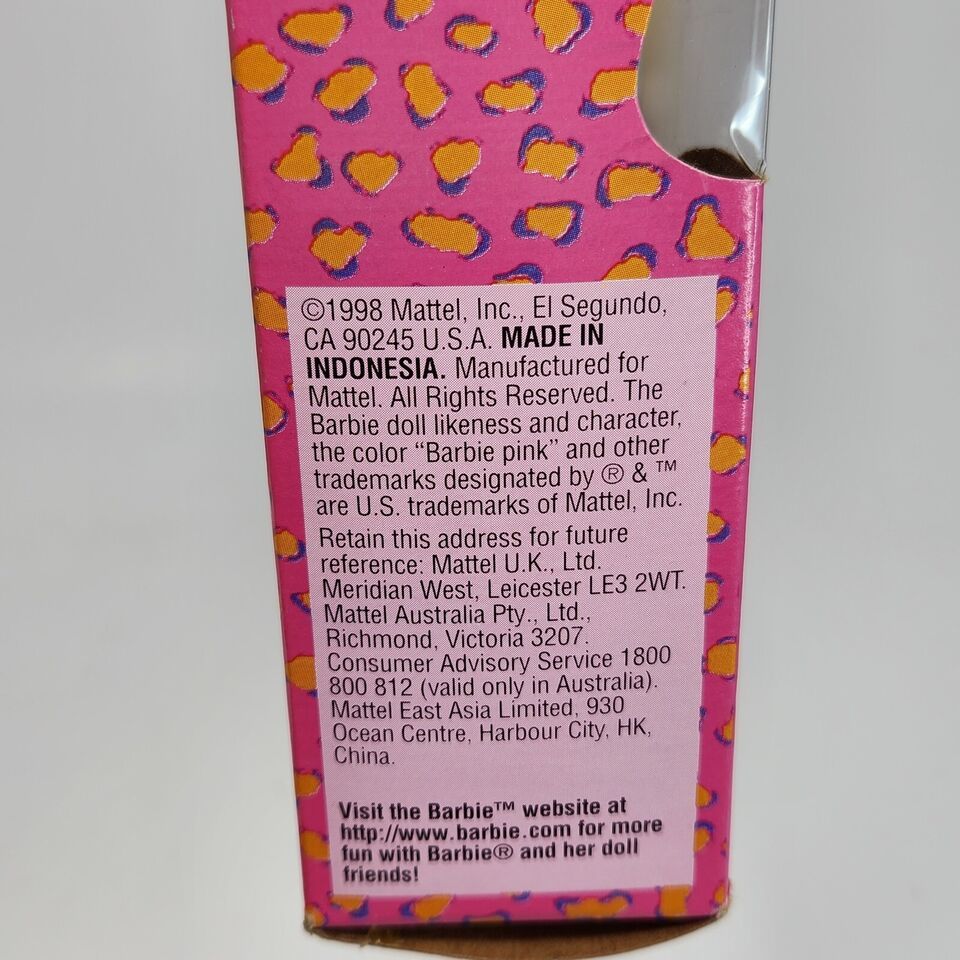 ©1998 Mattel, Inc., El Segundo,
CA 90245 U.S.A. MADE IN
INDONESIA. Manufactured for
Mattel. All Rights Reserved. The
Barbie doll likeness and character,
the color “Barbie pink” and other
trademarks designated by ® & ™
are U.S. trademarks of Mattel, Inc.
Retain this address for future
reference: Mattel U.K., Ltd.
Meridian West, Leicester LE3 2WT.
Mattel Australia Pty., Ltd.,
Richmond, Victoria 3207.
Consumer Advisory Service 1800
800 812 (valid only in Australia).
Mattel East Asia Limited, 930
Ocean Centre, Harbour City, HK,
China.
Visit the Barbie™ website at
http://www.barbie.com for more
fun with Barbie® and her doll
friends!